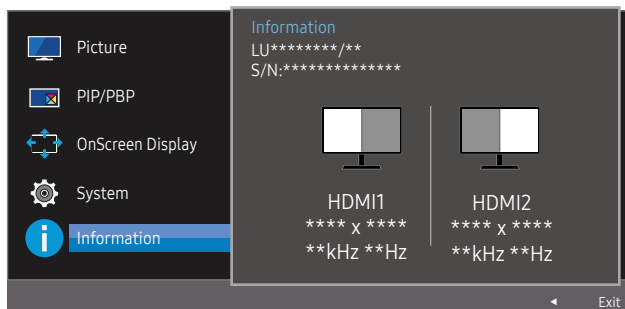 Picture
PIP/PBP
OnScreen Display
System
Information
Information
LU********/**
S/N:**************
HDMI1
**** x ****
**kHz **Hz
HDMI2
**** x ****
**kHz **Hz
Exit